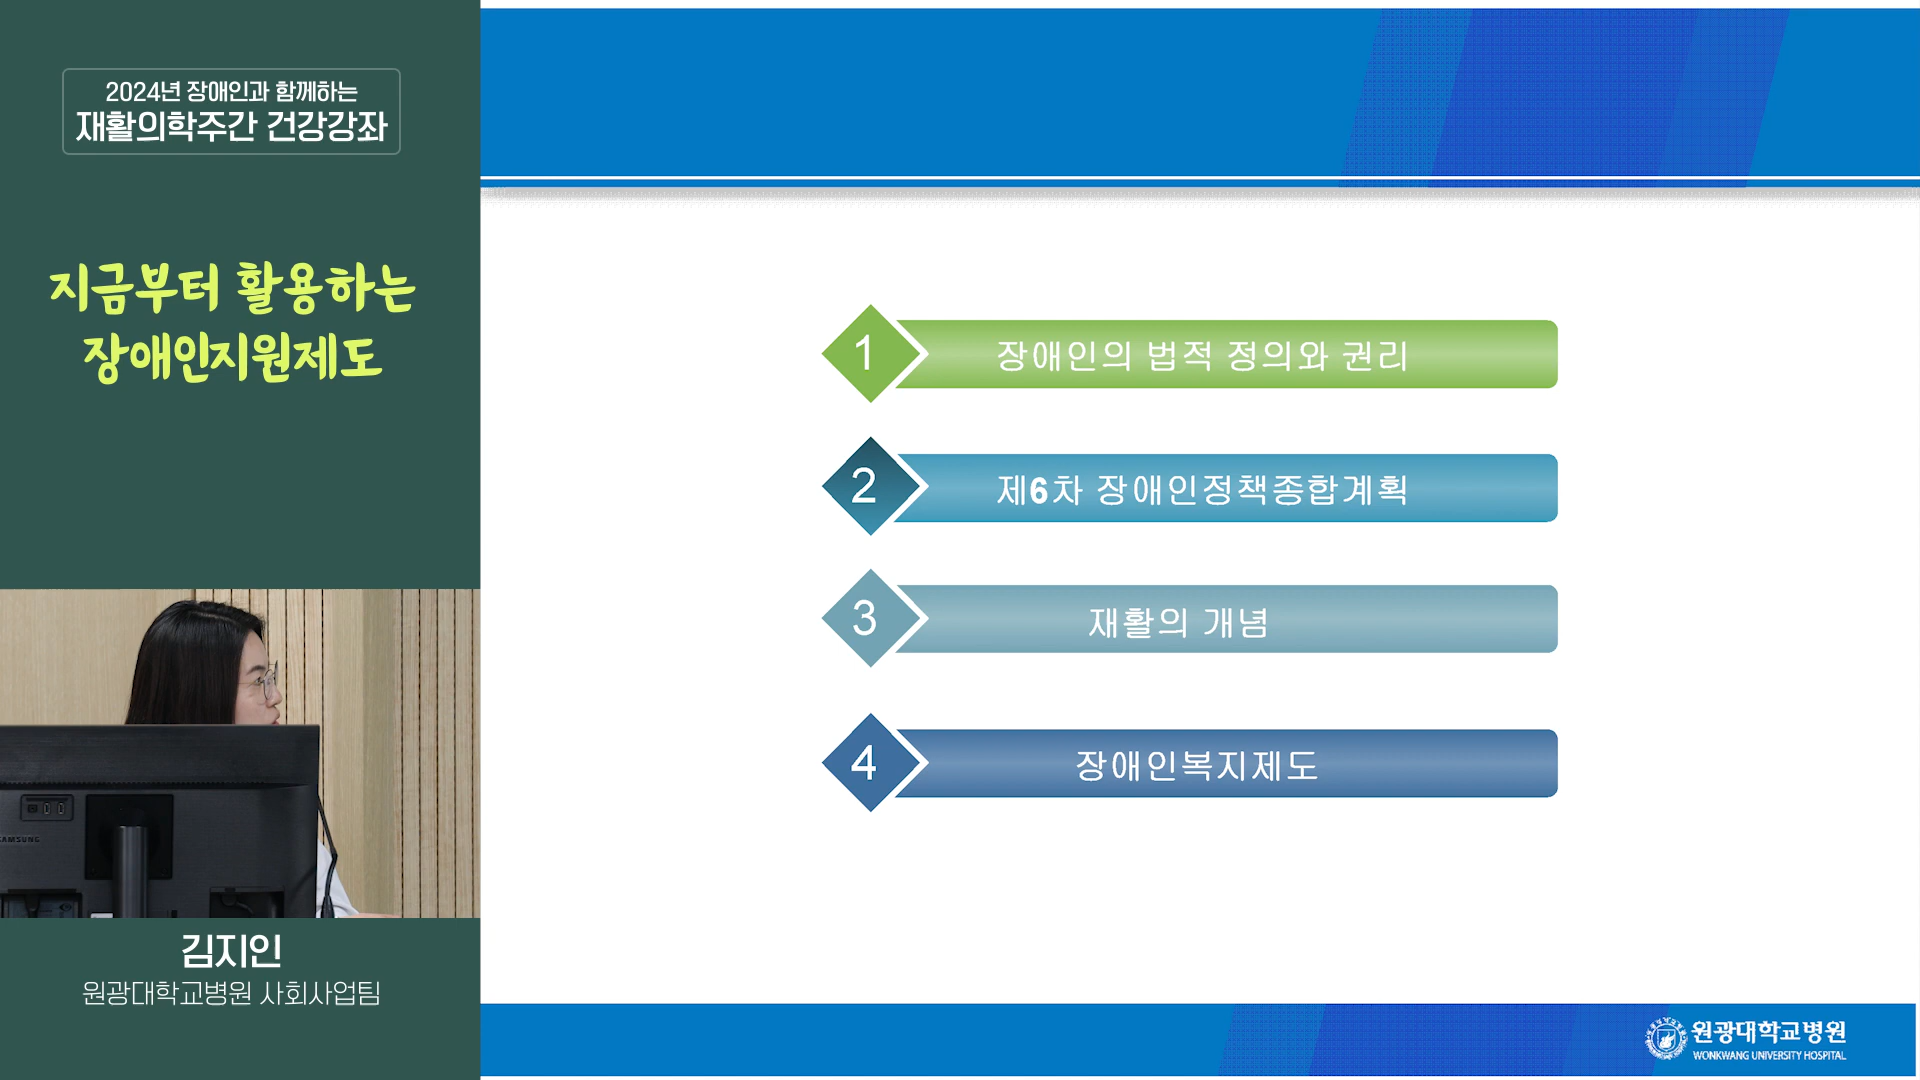 2024년 장애인과 함께하는
재활의학주간 건강강좌
지금부터 활용하는
장애인지원제도
SAMSUNG
김지인
원광대학교병원 사회사업팀
1 장애인의 법적 정의와 권리
2 제6차 장애인정책종합계획
3 재활의 개념
4 장애인복지제도
원광대학교병원
WONKWANG UNIVERSITY HOSPITAL